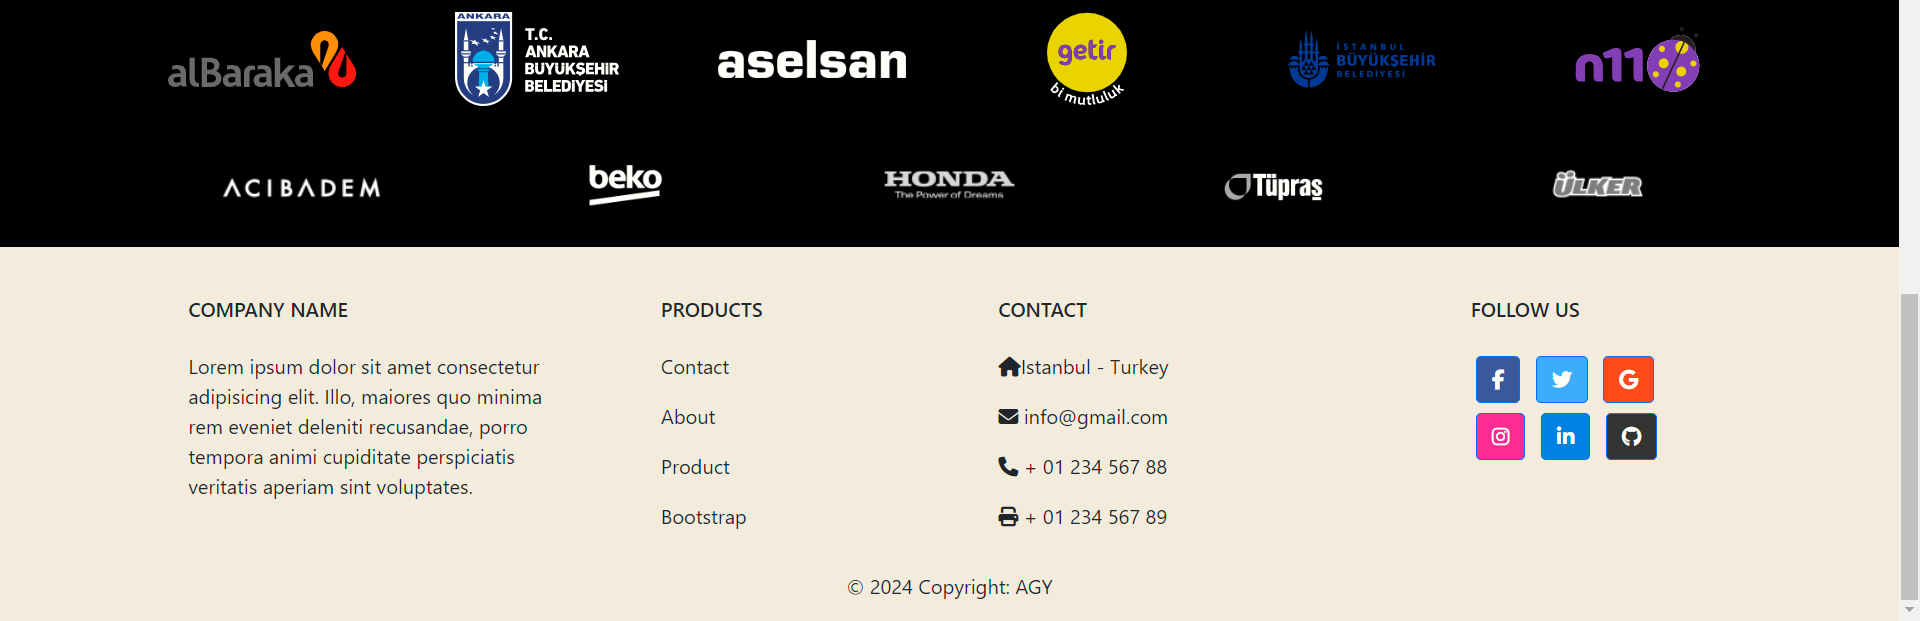 alBaraka
ANKARA
T.C.
ANKARA
BÜYÜKŞEHİR
BELEDİYESİ
aselsan
getir
bi mutluluk
İSTANBUL
BÜYÜKŞEHİR
BELEDİYESİ
n11
ACIBADEM
beko
HONDA
The Power of Dreams
Tüpraş
ÜLKER
COMPANY NAME
Lorem ipsum dolor sit amet consectetur
adipisicing elit. Illo, maiores quo minima
rem eveniet deleniti recusandae, porro
tempora animi cupiditate perspiciatis
veritatis aperiam sint voluptates.
PRODUCTS
Contact
About
Product
Bootstrap
CONTACT
Istanbul - Turkey
info@gmail.com
+ 01 234 567 88
+ 01 234 567 89
FOLLOW US
© 2024 Copyright: AGY